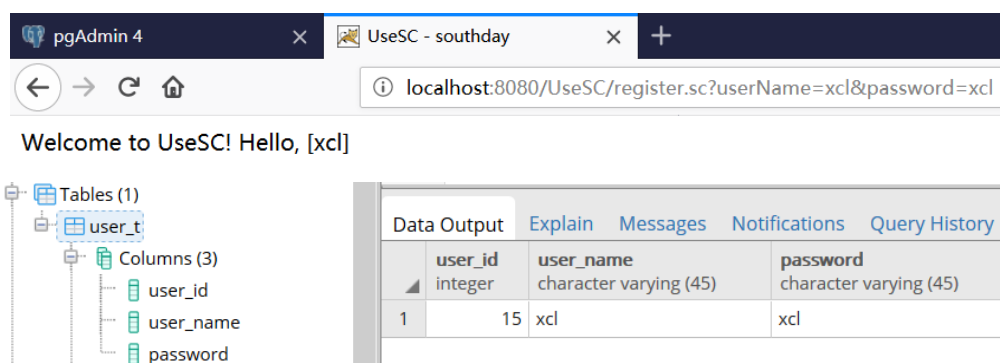 pgAdmin 4
UseSC - southday
localhost:8080/UseSC/register.sc?userName=xcl&password=xcl
Welcome to UseSC! Hello, [xcl]
Tables (1)
user_t
Columns (3)
user_id
user_name
password
Data Output Explain Messages Notifications Query History
user_id user_name password
integer character varying (45) character varying (45)
1 15 xcl xcl